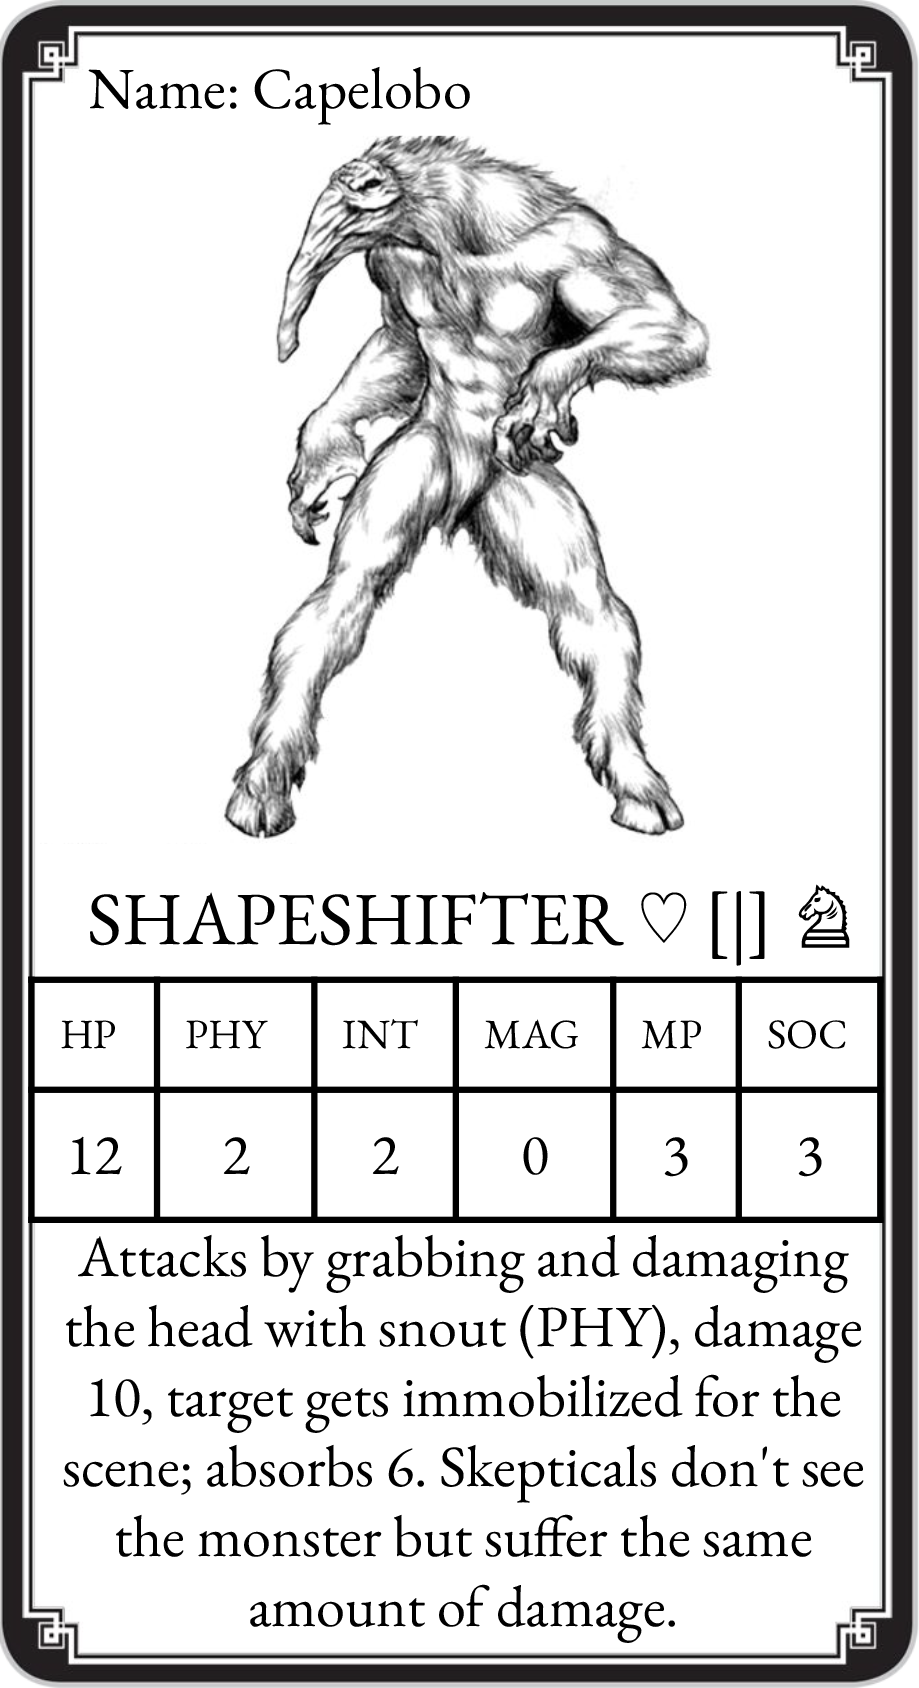 Name: Capelobo
SHAPESHIFTER ♡ [|] ♘
HP PHY INT MAG MP SOC
12 2 2 0 3 3
Attacks by grabbing and damaging
the head with snout (PHY), damage
10, target gets immobilized for the
scene; absorbs 6. Skepticals don't see
the monster but suffer the same
amount of damage.